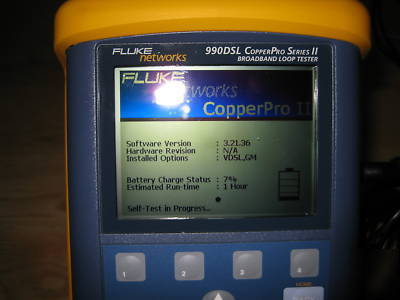 FLUKE networks
990DSL COPPERPRO SERIES II
BROADBAND LOOP TESTER
FLUKE networks
CopperPro II
Software Version : 3.21.36
Hardware Revision : N/A
Installed Options : VDSL,GM
Battery Charge Status : 7%
Estimated Run-time : 1 Hour
Self-Test in Progress...
1 2 3 4